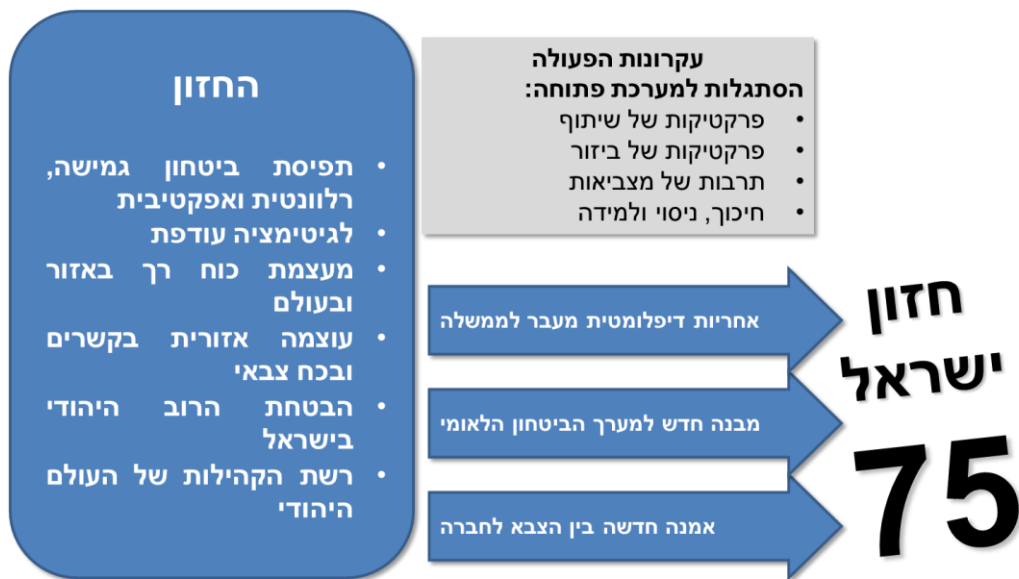 החזון
• תפיסת ביטחון גמישה,
רלוונטית ואפקטיבית
• לגיטימציה עודפת
• מעצמת כוח רך באזור
ובעולם
• עוצמה אזורית בקשרים
ובכח צבאי
• הבטחת הרוב היהודי
בישראל
• רשת הקהילות של העולם
היהודי
עקרונות הפעולה
הסתגלות למערכת פתוחה:
• פרקטיקות של שיתוף
• פרקטיקות של ביזור
• תרבות של מצביאות
• חיכוך, ניסוי ולמידה
אחריות דיפלומטית מעבר לממשלה
מבנה חדש למערך הביטחון הלאומי
אמנה חדשה בין הצבא לחברה
חזון
ישראל
75